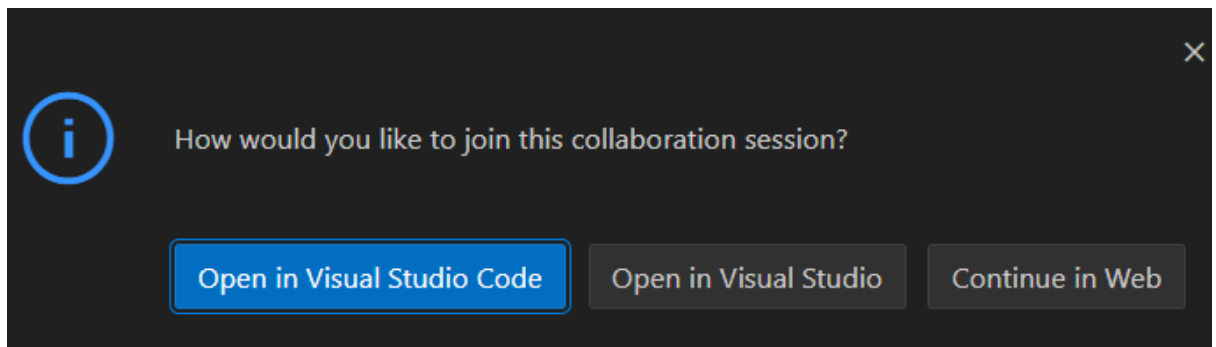 How would you like to join this collaboration session?
Open in Visual Studio Code
Open in Visual Studio
Continue in Web